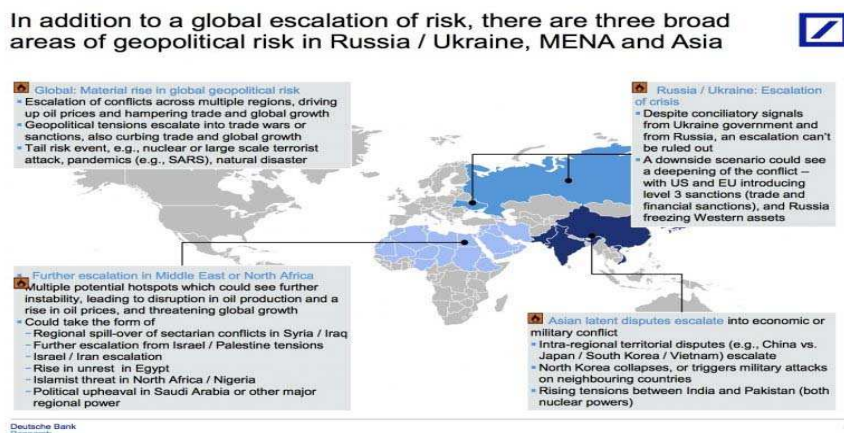 In addition to a global escalation of risk, there are three broad
areas of geopolitical risk in Russia / Ukraine, MENA and Asia
Global: Material rise in global geopolitical risk
Escalation of conflicts across multiple regions, driving
up oil prices and hampering trade and global growth
Geopolitical tensions escalate into trade wars or
sanctions, also curbing trade and global growth
Tail risk event, e.g., nuclear or large scale terrorist
attack, pandemics (e.g., SARS), natural disaster
Russia / Ukraine: Escalation
of crisis
Despite conciliatory signals
from Ukraine government and
from Russia, an escalation can't
be ruled out
A downside scenario could see
a deepening of the conflict –
with US and EU introducing
level 3 sanctions (trade and
financial sanctions), and Russia
freezing Western assets
Further escalation in Middle East or North Africa
Multiple potential hotspots which could see further
instability, leading to disruption in oil production and a
rise in oil prices, and threatening global growth
Could take the form of
– Regional spill-over of sectarian conflicts in Syria / Iraq
– Further escalation from Israel / Palestine tensions
– Israel / Iran escalation
– Rise in unrest in Egypt
– Islamist threat in North Africa / Nigeria
– Political upheaval in Saudi Arabia or other major
regional power
Asian latent disputes escalate into economic or
military conflict
Intra-regional territorial disputes (e.g., China vs.
Japan / South Korea / Vietnam) escalate
North Korea collapses, or triggers military attacks
on neighbouring countries
Rising tensions between India and Pakistan (both
nuclear powers)
Deutsche Bank